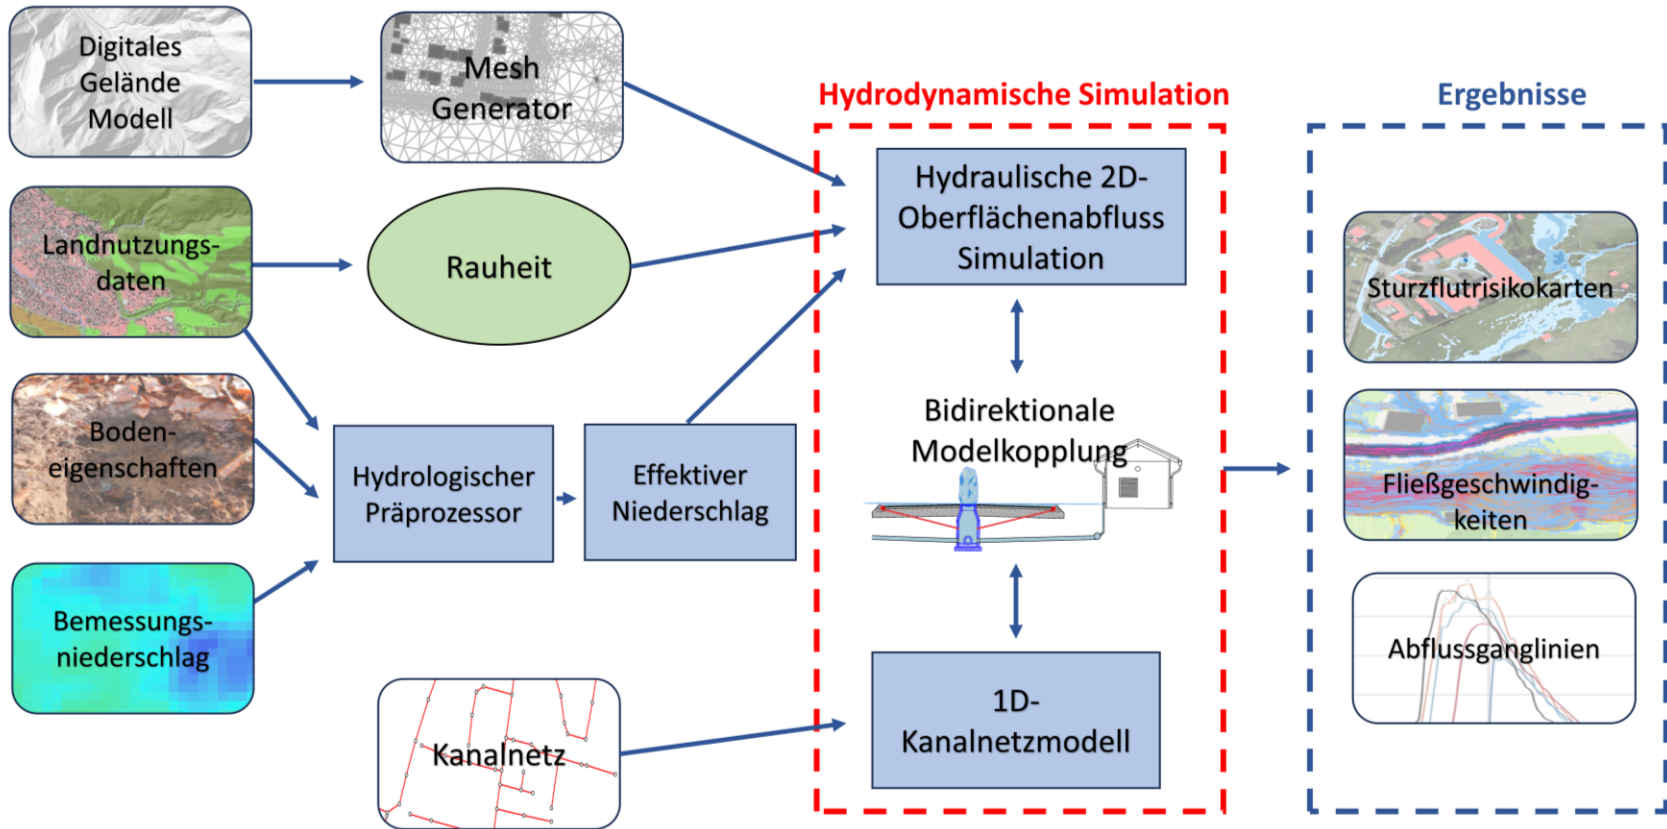 Digitales
Gelände
Modell
Mesh
Generator
Landnutzungs-
daten
Rauheit
Boden-
eigenschaften
Hydrologischer
Präprozessor
Effektiver
Niederschlag
Bemessungs-
niederschlag
Kanalnetz
Hydrodynamische Simulation
Hydraulische 2D-
Oberflächenabfluss
Simulation
Bidirektionale
Modelkopplung
1D-
Kanalnetzmodell
Ergebnisse
Sturzflutrisikokarten
Fließgeschwindig-
keiten
Abflussganglinien